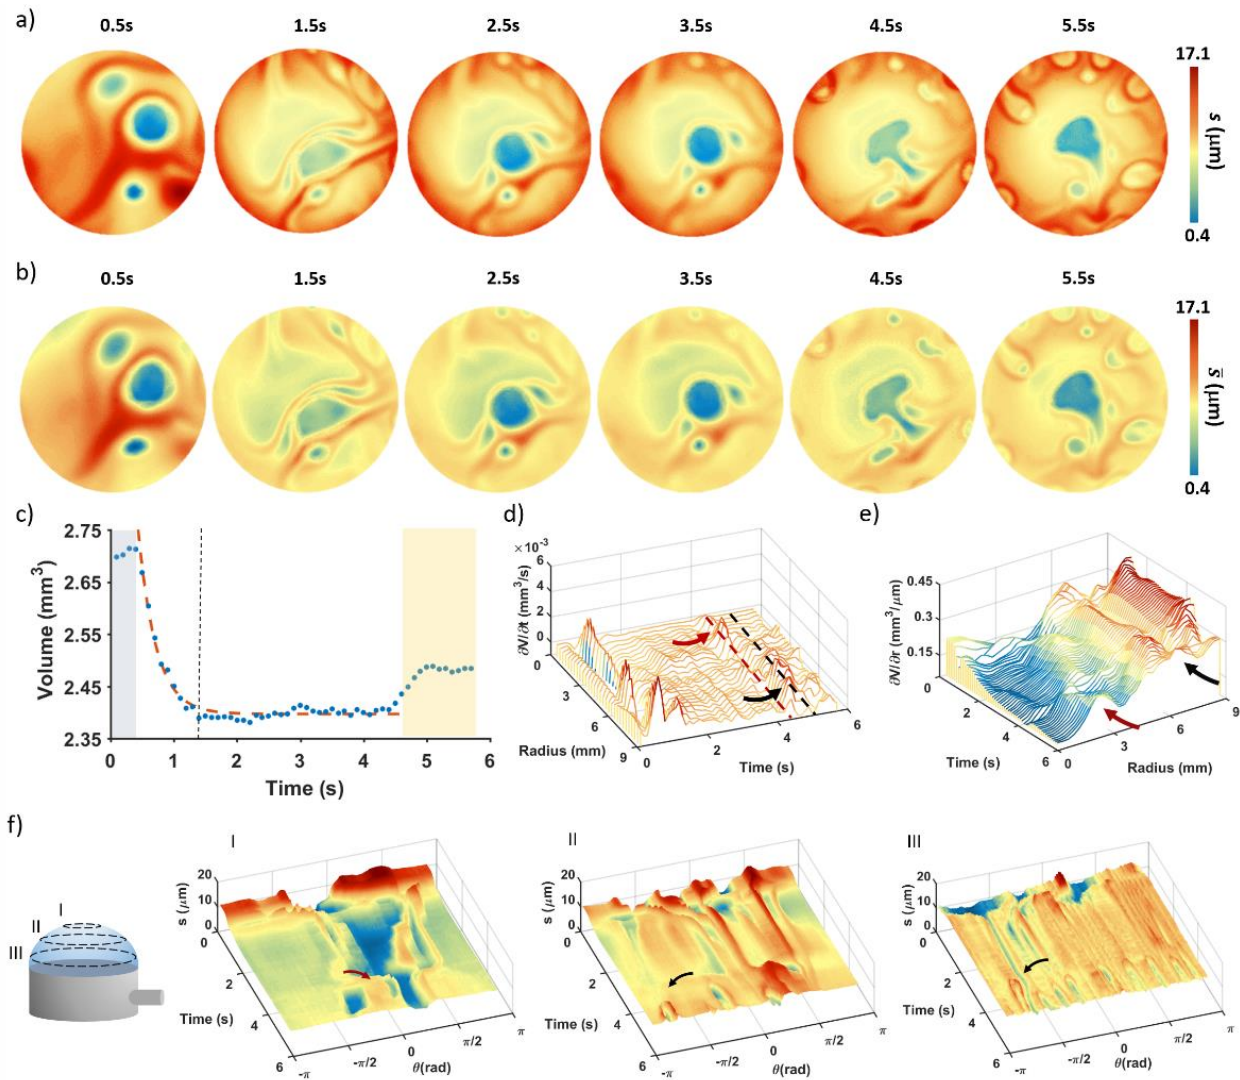 a)
0.5s 1.5s 2.5s 3.5s 4.5s 5.5s
17.1
s (μm)
0.4
b)
0.5s 1.5s 2.5s 3.5s 4.5s 5.5s
17.1
s̄ (μm)
0.4
c)
2.75
2.65
2.55
2.45
2.35
Volume (mm³)
0 1 2 3 4 5 6
Time (s)
d)
×10⁻³
6
4
2
0
∂V/∂t (mm³/s)
0
3
6
9
Radius (mm)
0 2 4 6
Time (s)
e)
0.45
0.3
0.15
∂V/∂r (mm³/μm)
0
2
4
6
Time (s)
0 3 6 9
Radius (mm)
f)
I
II
III
I
20
10
0
s (μm)
0
2
4
6
Time (s)
-π -π/2 0 π/2 π
θ(rad)
II
20
10
0
s (μm)
0
2
4
6
Time (s)
-π -π/2 0 π/2 π
θ(rad)
III
20
10
0
s (μm)
0
2
4
6
Time (s)
-π -π/2 0 π/2 π
θ(rad)